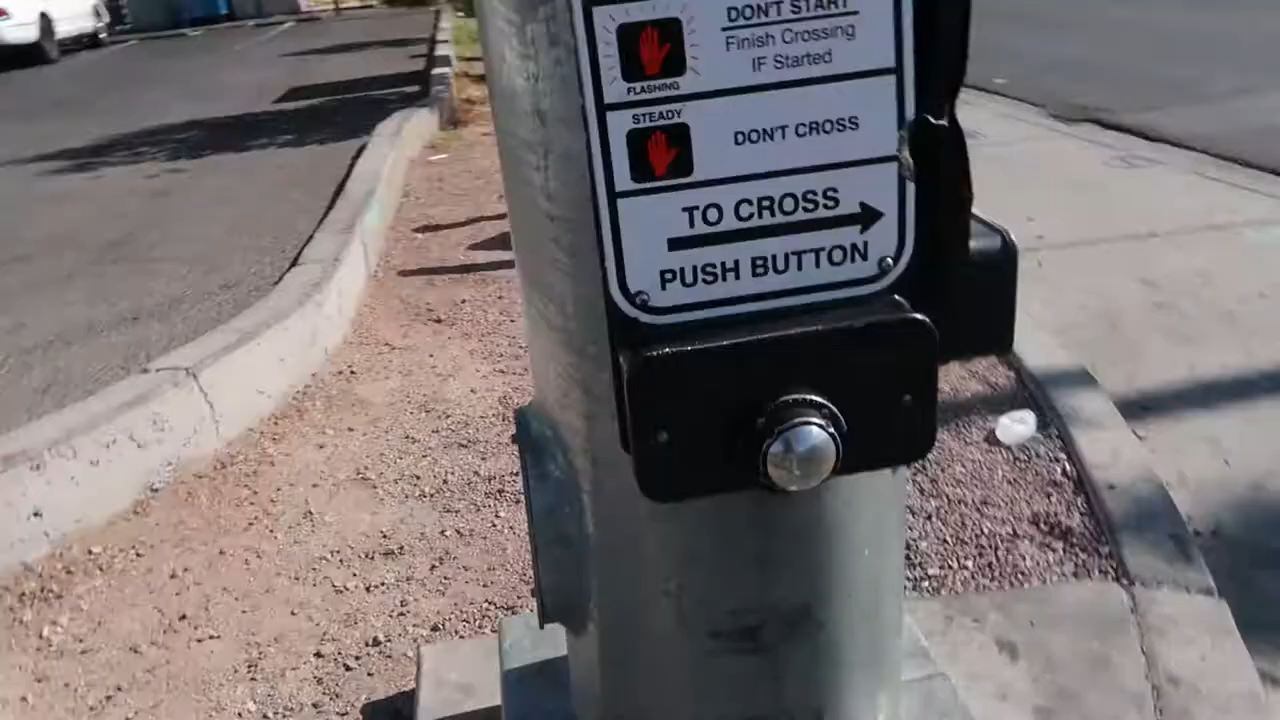 DON'T START
Finish Crossing
IF Started
FLASHING
STEADY
DON'T CROSS
TO CROSS
PUSH BUTTON